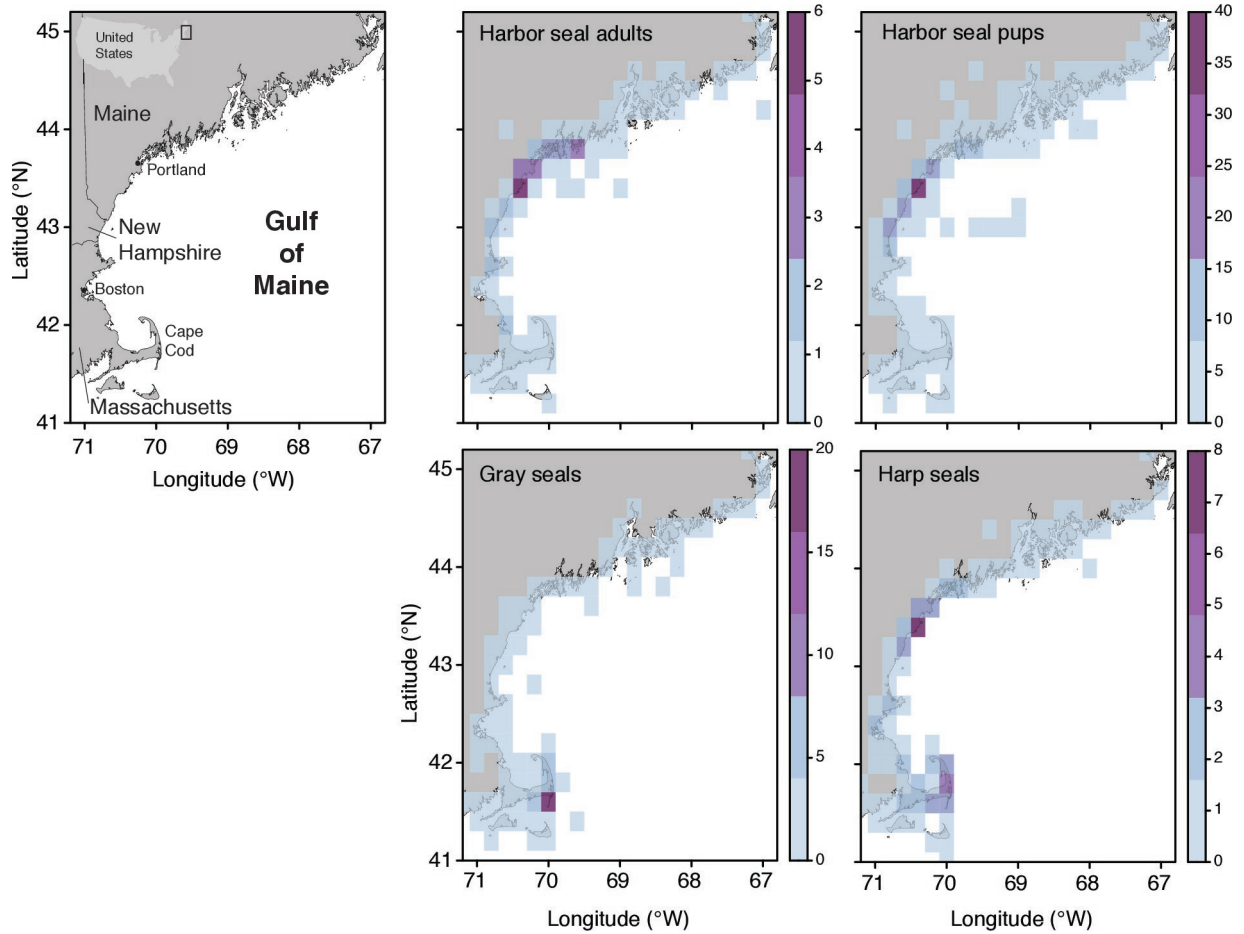 United
States
Maine
Portland
New
Hampshire
Gulf
of
Maine
Boston
Cape
Cod
Massachusetts
45
44
43
42
41
Latitude (°N)
71 70 69 68 67
Longitude (°W)
Harbor seal adults
6
5
4
3
2
1
0
Harbor seal pups
40
35
30
25
20
15
10
5
0
Gray seals
45
44
43
42
41
Latitude (°N)
71 70 69 68 67
Longitude (°W)
20
15
10
5
0
Harp seals
71 70 69 68 67
Longitude (°W)
8
7
6
5
4
3
2
1
0